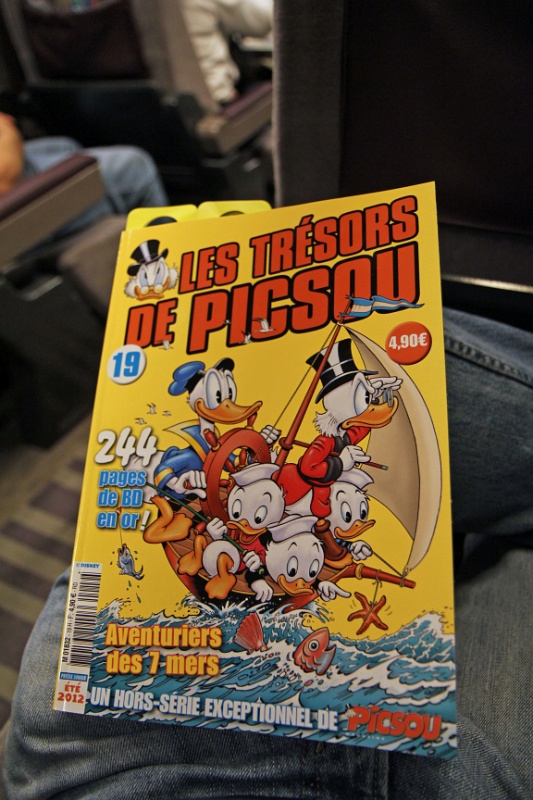 LES TRÉSORS
DE PICSOU
19
4,90€
244
pages
de BD
en or !
DISNEY
Aventuriers
des 7 mers
ÉTÉ
2012
UN HORS-SÉRIE EXCEPTIONNEL DE PICSOU